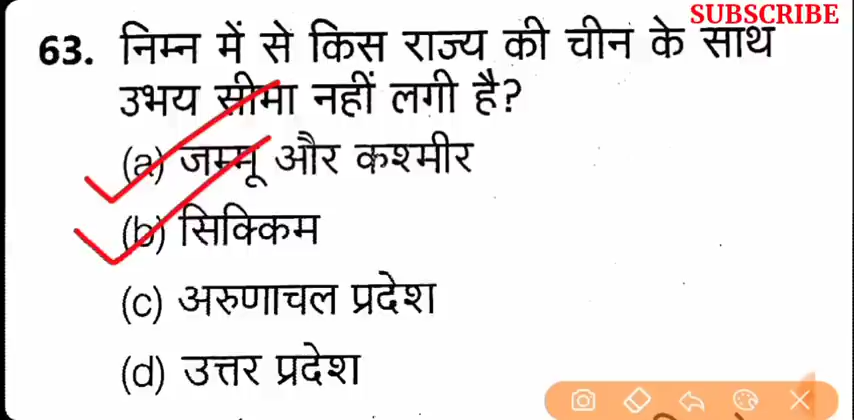 SUBSCRIBE
63. निम्न में से किस राज्य की चीन के साथ
उभय सीमा नहीं लगी है?
(a) जम्मू और कश्मीर
(b) सिक्किम
(c) अरुणाचल प्रदेश
(d) उत्तर प्रदेश